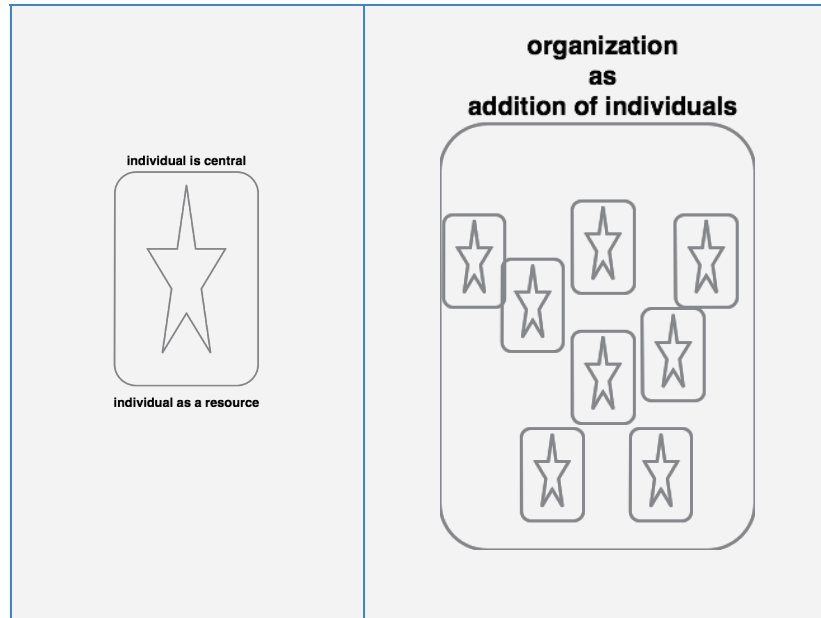 individual is central
individual as a resource
organization
as
addition of individuals